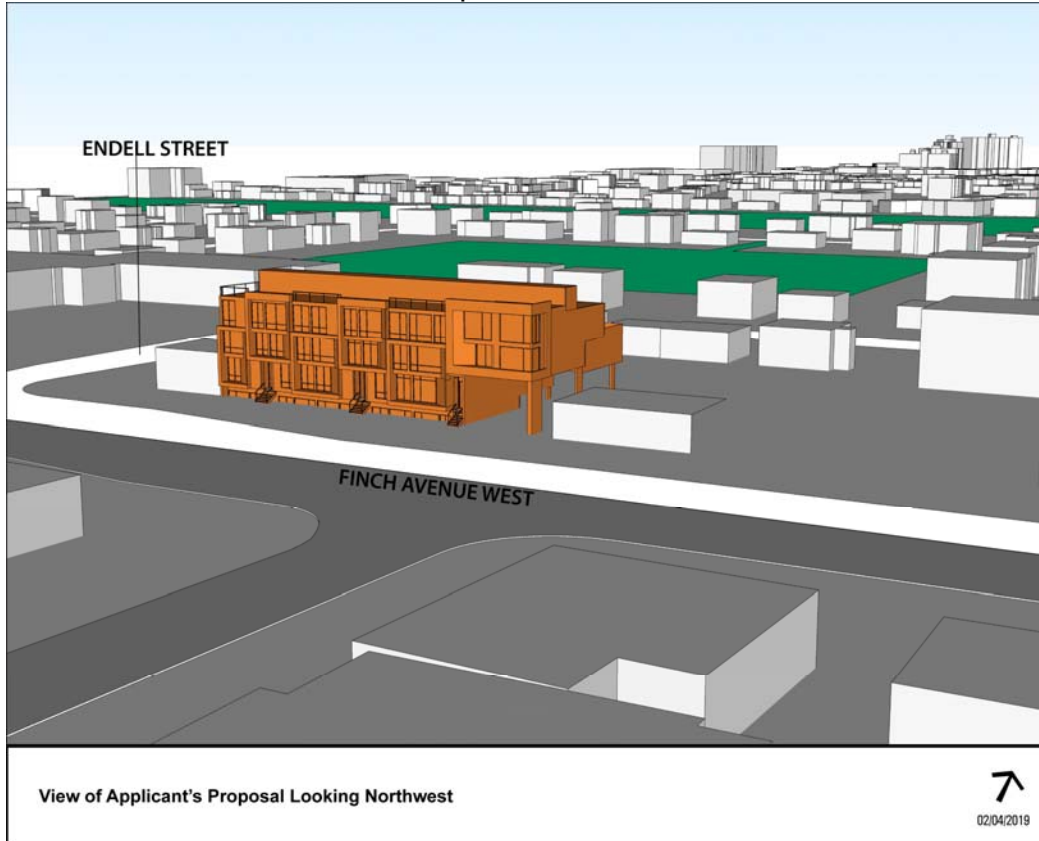 ENDELL STREET
FINCH AVENUE WEST
View of Applicant's Proposal Looking Northwest
02/04/2019